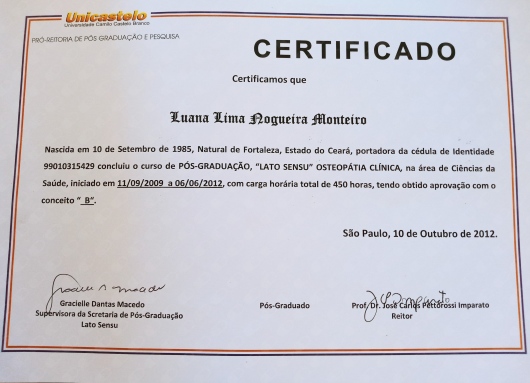 Unicastelo
Universidade Camilo Castelo Branco
PRÓ-REITORIA DE PÓS GRADUAÇÃO E PESQUISA
CERTIFICADO
Certificamos que
Luana Lima Nogueira Monteiro
Nascida em 10 de Setembro de 1985, Natural de Fortaleza, Estado do Ceará, portadora da cédula de Identidade
99010315429 concluiu o curso de PÓS-GRADUAÇÃO, "LATO SENSU" OSTEOPÁTIA CLÍNICA, na área de Ciências da
Saúde, iniciado em 11/09/2009 a 06/06/2012, com carga horária total de 450 horas, tendo obtido aprovação com o
conceito " B".
São Paulo, 10 de Outubro de 2012.
Gracielle Dantas Macedo
Supervisora da Scretaria de Pós-Graduação
Lato Sensu
Pós-Graduado
Prof. Dr. José Carlos Pettorossi Imparato
Reitor